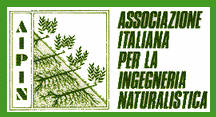 AIPIN
ASSOCIAZIONE
ITALIANA
PER LA
INGEGNERIA
NATURALISTICA